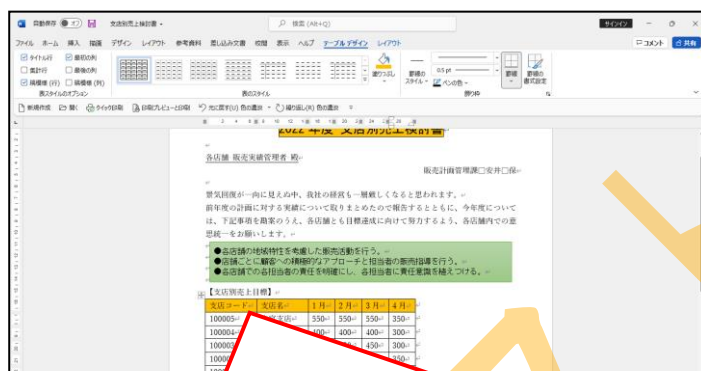 自動保存 オフ 支店別売上検討書 検索 (Alt+Q) サインイン
ファイル ホーム 挿入 描画 デザイン レイアウト 参考資料 差し込み文書 校閲 表示 ヘルプ テーブル デザイン レイアウト コメント 共有
タイトル行 最初の列
集計行 最後の列
縞模様 (行) 縞模様 (列)
塗りつぶし 罫線の スタイル 0.5 pt ペンの色 罫線 罫線の 書式設定
表スタイルのオプション 表のスタイル 飾り枠
新規作成 開く クイック印刷 印刷プレビューと印刷 元に戻す(U) 色の書式 繰り返し(R) 色の書式
2022 年度 支店別売上検討書
各店舗 販売実績管理者 殿
販売計画管理課□安井□保
景気回復が一向に見えぬ中、我社の経営も一層厳しくなると思われます。
前年度の計画に対する実績について取りまとめたので報告するとともに、今年度について
は、下記事項を勘案のうえ、各店舗とも目標達成に向けて努力するよう、各店舗内での意
思統一をお願いします。
●各店舗の地域特性を考慮した販売活動を行う。
●店舗ごとに顧客への積極的なアプローチと担当者の販売指導を行う。
●各店舗での各担当者の責任を明確にし、各担当者に責任意識を植えつける。
【支店別売上目標】
支店コード 支店名 1月 2月 3月 4月
100005 支店 550 550 550 350
100004 400 400 400 300
450 300
350